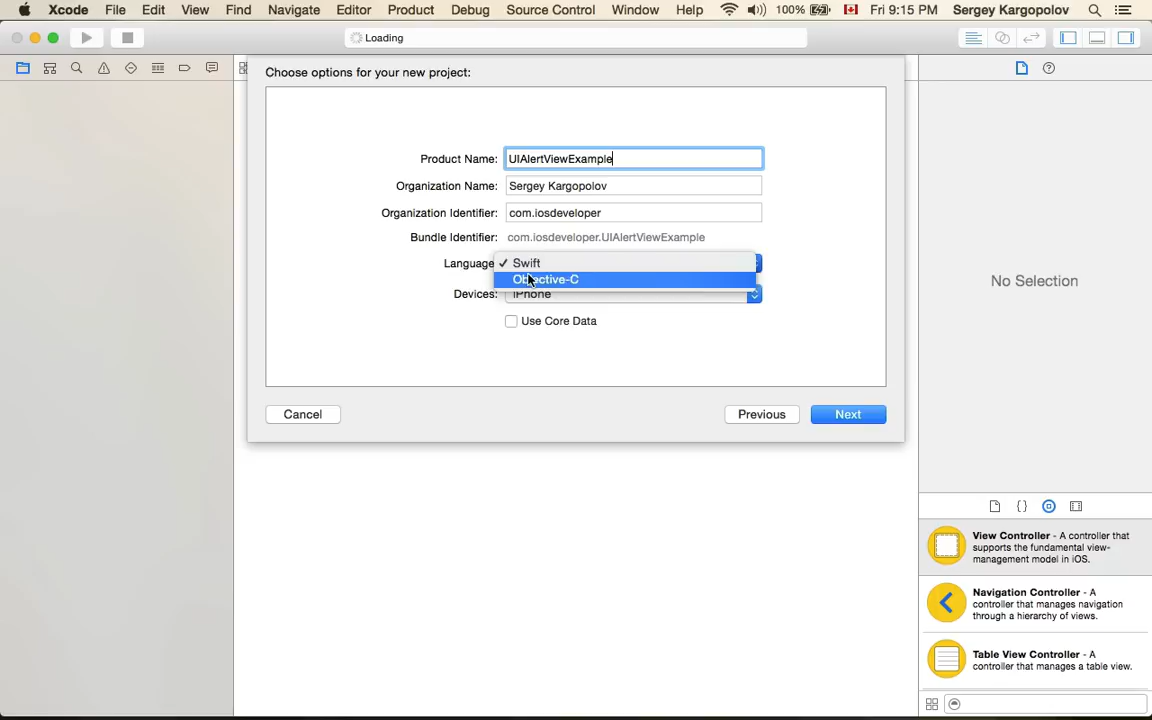 Xcode File Edit View Find Navigate Editor Product Debug Source Control Window Help 100% Fri 9:15 PM Sergey Kargopolov
Loading
Choose options for your new project:
Product Name: UIAlertViewExample
Organization Name: Sergey Kargopolov
Organization Identifier: com.iosdeveloper
Bundle Identifier: com.iosdeveloper.UIAlertViewExample
Language ✓ Swift
Objective-C
Devices: iPhone
Use Core Data
Cancel Previous Next
No Selection
View Controller - A controller that
supports the fundamental view-
management model in iOS.
Navigation Controller - A
controller that manages navigation
through a hierarchy of views.
Table View Controller - A
controller that manages a table view.